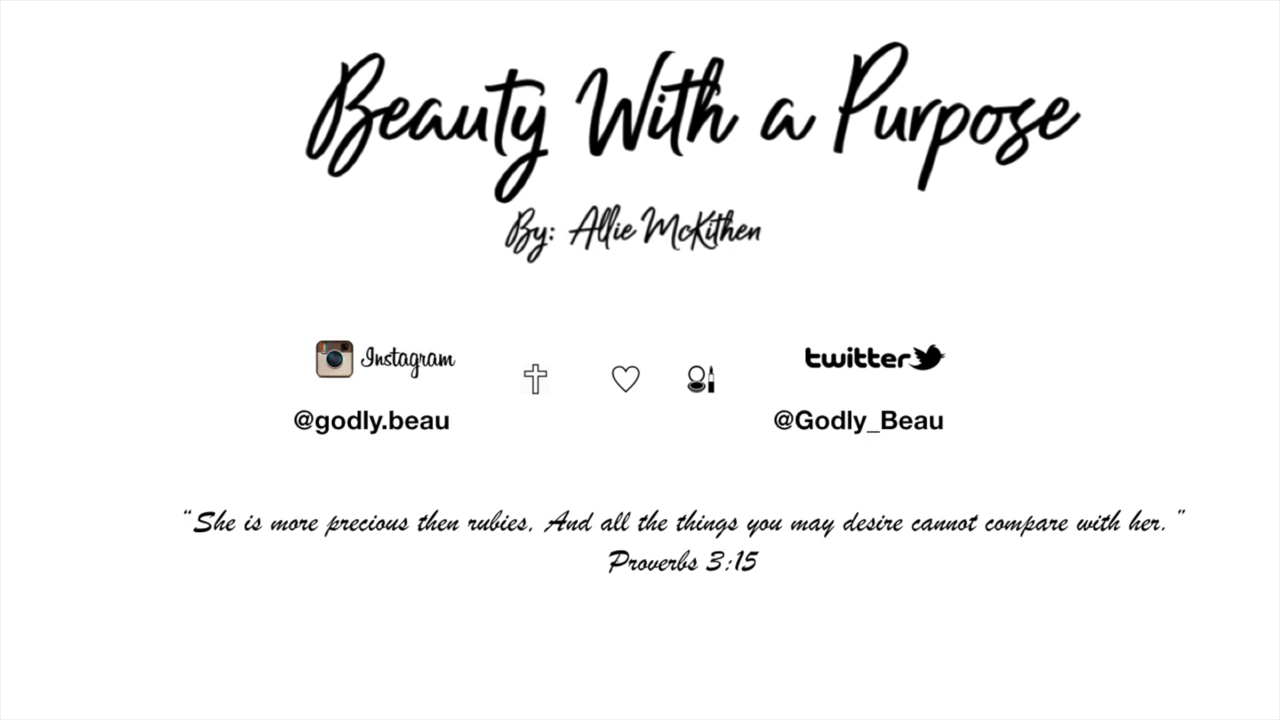 Beauty With a Purpose
By: Allie McKithen
Instagram
twitter
@godly.beau
@Godly_Beau
"She is more precious then rubies, And all the things you may desire cannot compare with her."
Proverbs 3:15